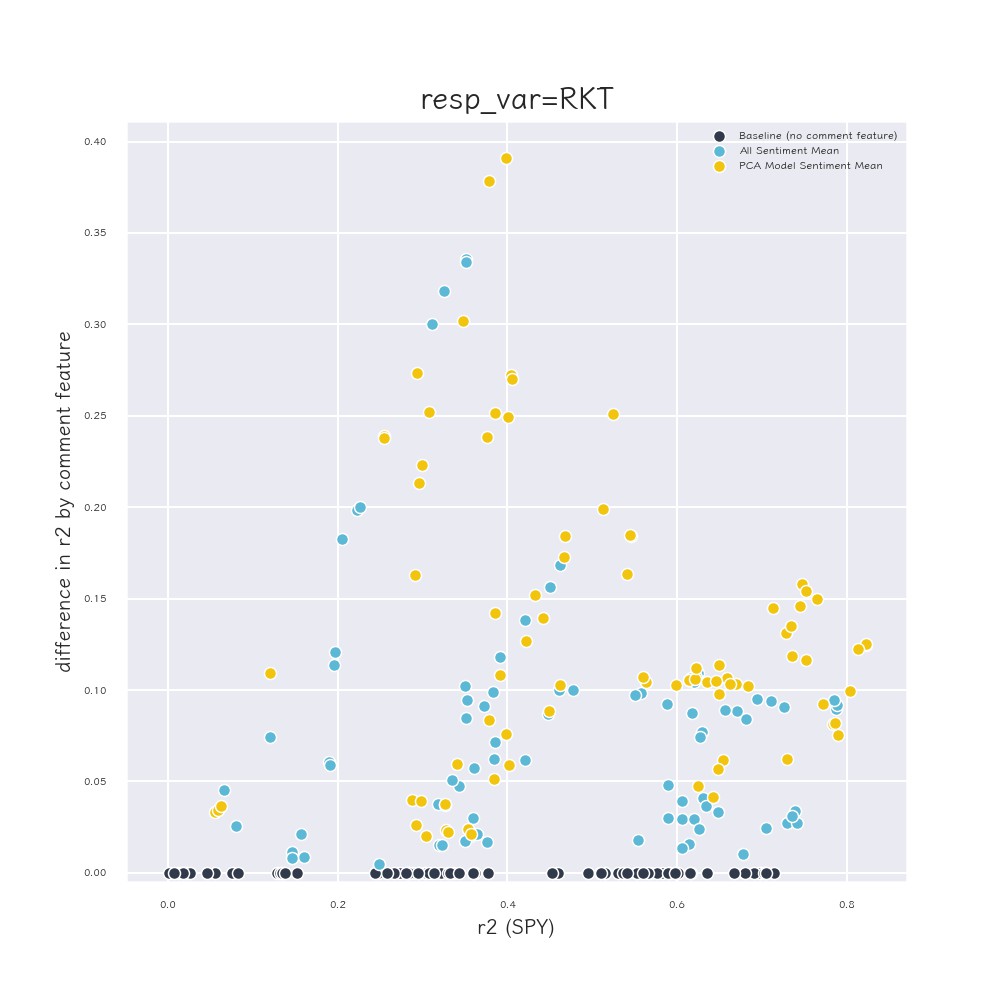 resp_var=RKT
Baseline (no comment feature)
All Sentiment Mean
PCA Model Sentiment Mean
difference in r2 by comment feature
0.40
0.35
0.30
0.25
0.20
0.15
0.10
0.05
0.00
0.0 0.2 0.4 0.6 0.8
r2 (SPY)